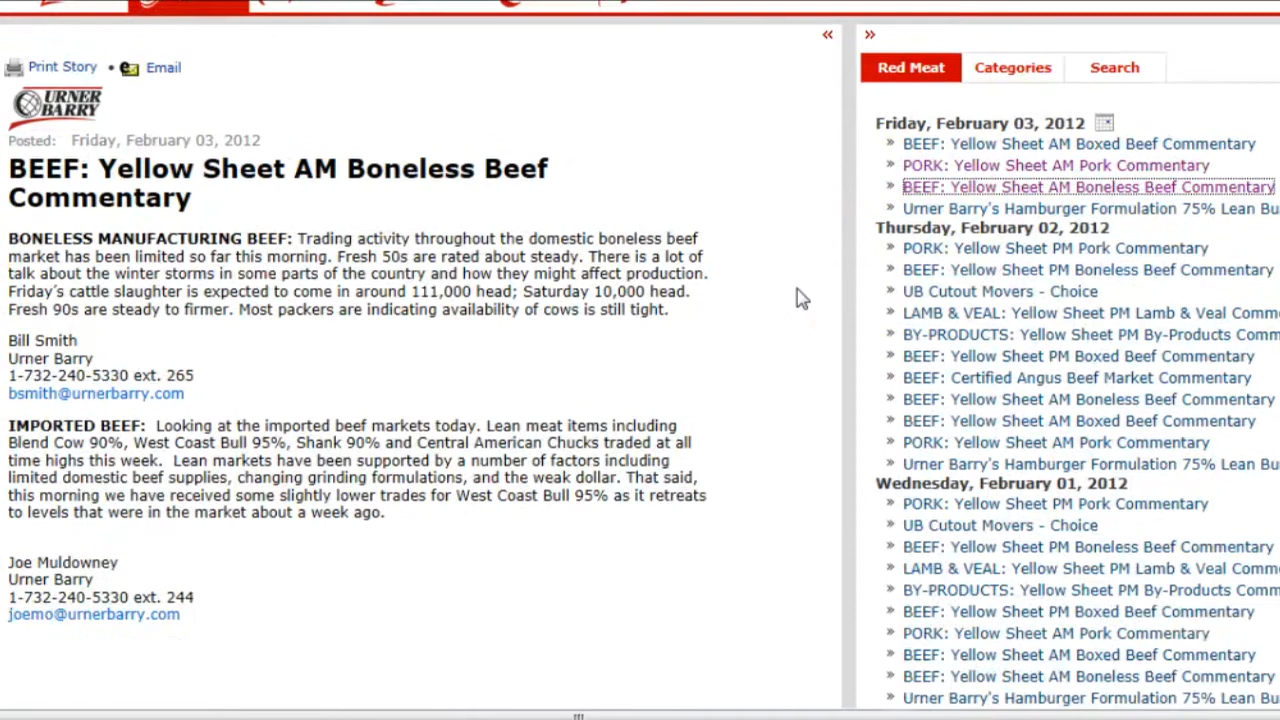 Print Story • Email
URNER
BARRY
Posted: Friday, February 03, 2012
BEEF: Yellow Sheet AM Boneless Beef
Commentary
BONELESS MANUFACTURING BEEF: Trading activity throughout the domestic boneless beef
market has been limited so far this morning. Fresh 50s are rated about steady. There is a lot of
talk about the winter storms in some parts of the country and how they might affect production.
Friday's cattle slaughter is expected to come in around 111,000 head; Saturday 10,000 head.
Fresh 90s are steady to firmer. Most packers are indicating availability of cows is still tight.
Bill Smith
Urner Barry
1-732-240-5330 ext. 265
bsmith@urnerbarry.com
IMPORTED BEEF: Looking at the imported beef markets today. Lean meat items including
Blend Cow 90%, West Coast Bull 95%, Shank 90% and Central American Chucks traded at all
time highs this week. Lean markets have been supported by a number of factors including
limited domestic beef supplies, changing grinding formulations, and the weak dollar. That said,
this morning we have received some slightly lower trades for West Coast Bull 95% as it retreats
to levels that were in the market about a week ago.
Joe Muldowney
Urner Barry
1-732-240-5330 ext. 244
joemo@urnerbarry.com
« »
Red Meat Categories Search
Friday, February 03, 2012
» BEEF: Yellow Sheet AM Boxed Beef Commentary
» PORK: Yellow Sheet AM Pork Commentary
» BEEF: Yellow Sheet AM Boneless Beef Commentary
» Urner Barry's Hamburger Formulation 75% Lean Bu
Thursday, February 02, 2012
» PORK: Yellow Sheet PM Pork Commentary
» BEEF: Yellow Sheet PM Boneless Beef Commentary
» UB Cutout Movers - Choice
» LAMB & VEAL: Yellow Sheet PM Lamb & Veal Comm
» BY-PRODUCTS: Yellow Sheet PM By-Products Comm
» BEEF: Yellow Sheet PM Boxed Beef Commentary
» BEEF: Certified Angus Beef Market Commentary
» BEEF: Yellow Sheet AM Boneless Beef Commentary
» BEEF: Yellow Sheet AM Boxed Beef Commentary
» PORK: Yellow Sheet AM Pork Commentary
» Urner Barry's Hamburger Formulation 75% Lean Bu
Wednesday, February 01, 2012
» PORK: Yellow Sheet PM Pork Commentary
» UB Cutout Movers - Choice
» BEEF: Yellow Sheet PM Boneless Beef Commentary
» LAMB & VEAL: Yellow Sheet PM Lamb & Veal Comm
» BY-PRODUCTS: Yellow Sheet PM By-Products Comm
» BEEF: Yellow Sheet PM Boxed Beef Commentary
» PORK: Yellow Sheet AM Pork Commentary
» BEEF: Yellow Sheet AM Boxed Beef Commentary
» BEEF: Yellow Sheet AM Boneless Beef Commentary
» Urner Barry's Hamburger Formulation 75% Lean Bu